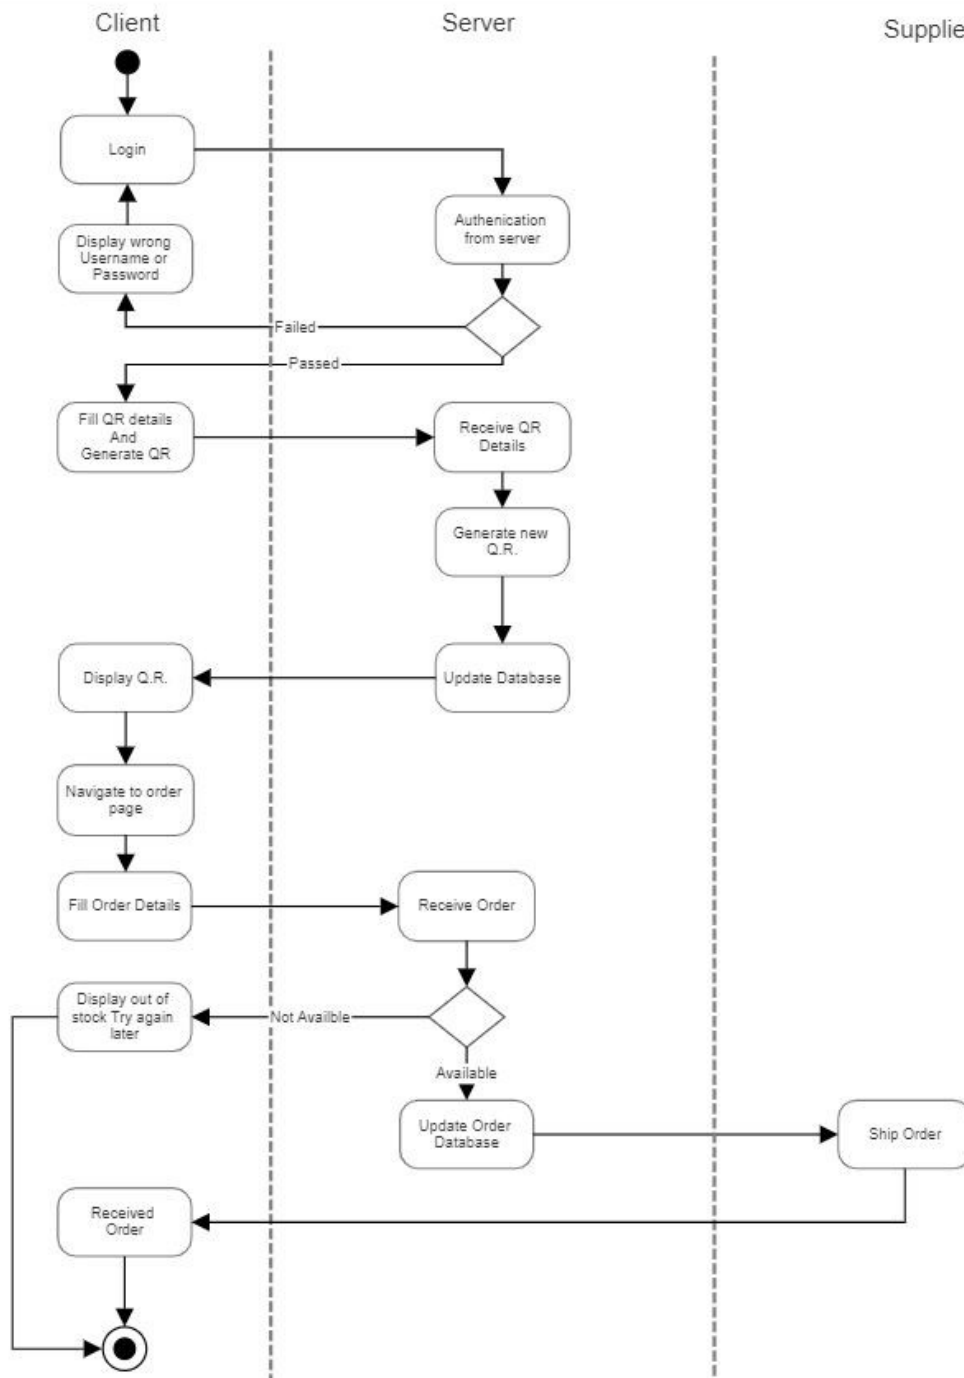 Client
Server
Supplie
Login
Authenication
from server
Display wrong
Username or
Password
Failed
Passed
Fill QR details
And
Generate QR
Receive QR
Details
Generate new
Q.R.
Display Q.R.
Update Database
Navigate to order
page
Fill Order Details
Receive Order
Display out of
stock Try again
later
Not Availble
Available
Update Order
Database
Ship Order
Received
Order